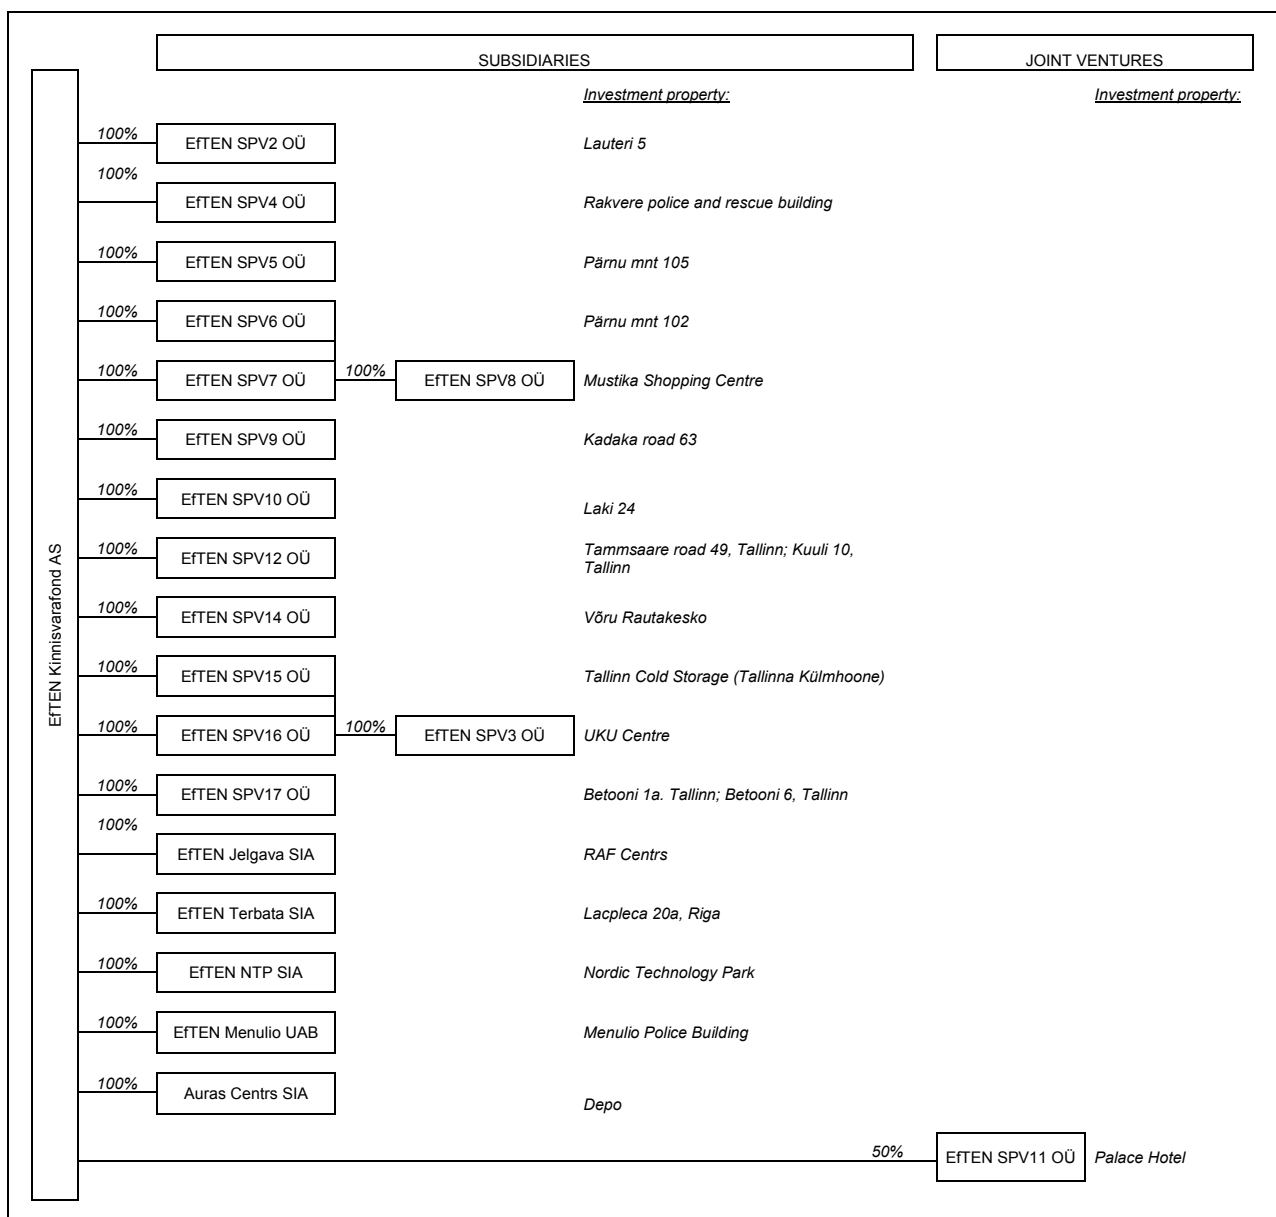 SUBSIDIARIES
JOINT VENTURES
Investment property:
Investment property:
EfTEN Kinnisvarafond AS
100%
EfTEN SPV2 OÜ
Lauteri 5
100%
EfTEN SPV4 OÜ
Rakvere police and rescue building
100%
EfTEN SPV5 OÜ
Pärnu mnt 105
100%
EfTEN SPV6 OÜ
Pärnu mnt 102
100%
EfTEN SPV7 OÜ
100%
EfTEN SPV8 OÜ
Mustika Shopping Centre
100%
EfTEN SPV9 OÜ
Kadaka road 63
100%
EfTEN SPV10 OÜ
Laki 24
100%
EfTEN SPV12 OÜ
Tammsaare road 49, Tallinn; Kuuli 10,
Tallinn
100%
EfTEN SPV14 OÜ
Võru Rautakesko
100%
EfTEN SPV15 OÜ
Tallinn Cold Storage (Tallinna Külmhoone)
100%
EfTEN SPV16 OÜ
100%
EfTEN SPV3 OÜ
UKU Centre
100%
EfTEN SPV17 OÜ
Betooni 1a. Tallinn; Betooni 6, Tallinn
100%
EfTEN Jelgava SIA
RAF Centrs
100%
EfTEN Terbata SIA
Lacpleca 20a, Riga
100%
EfTEN NTP SIA
Nordic Technology Park
100%
EfTEN Menulio UAB
Menulio Police Building
100%
Auras Centrs SIA
Depo
50%
EfTEN SPV11 OÜ
Palace Hotel